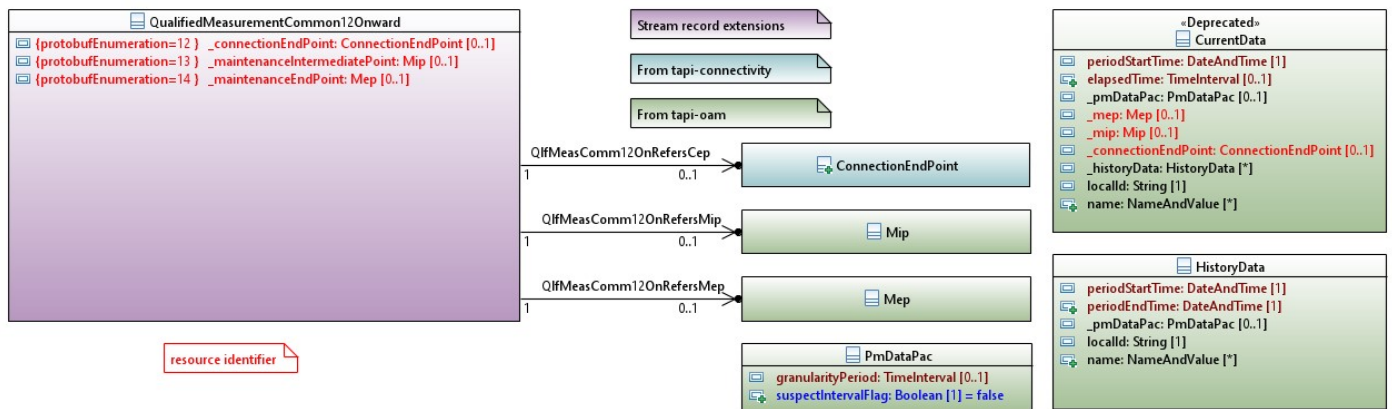 QualifiedMeasurementCommon12Onward
{protobufEnumeration=12 } _connectionEndPoint: ConnectionEndPoint [0..1]
{protobufEnumeration=13 } _maintenanceIntermediatePoint: Mip [0..1]
{protobufEnumeration=14 } _maintenanceEndPoint: Mep [0..1]
resource identifier
Stream record extensions
From tapi-connectivity
From tapi-oam
QlfMeasComm12OnRefersCep
1
0..1
ConnectionEndPoint
QlfMeasComm12OnRefersMip
1
0..1
Mip
QlfMeasComm12OnRefersMep
1
0..1
Mep
PmDataPac
granularityPeriod: TimeInterval [0..1]
suspectIntervalFlag: Boolean [1] = false
«Deprecated»
CurrentData
periodStartTime: DateAndTime [1]
elapsedTime: TimeInterval [0..1]
_pmDataPac: PmDataPac [0..1]
_mep: Mep [0..1]
_mip: Mip [0..1]
_connectionEndPoint: ConnectionEndPoint [0..1]
_historyData: HistoryData [*]
localId: String [1]
name: NameAndValue [*]
HistoryData
periodStartTime: DateAndTime [1]
periodEndTime: DateAndTime [1]
_pmDataPac: PmDataPac [0..1]
localId: String [1]
name: NameAndValue [*]